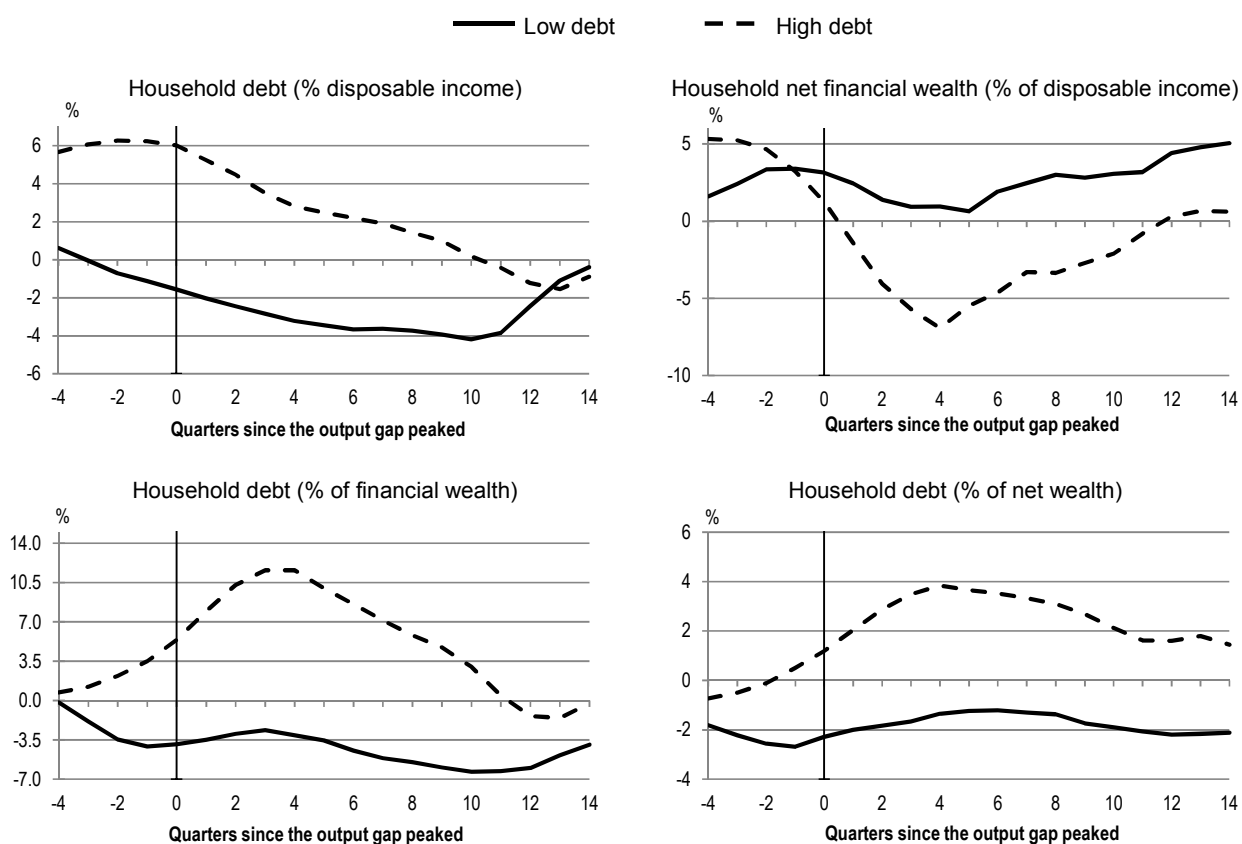 Low debt
High debt
Household debt (% disposable income)
%
6
4
2
0
-2
-4
-6
-4 -2 0 2 4 6 8 10 12 14
Quarters since the output gap peaked
Household net financial wealth (% of disposable income)
%
5
0
-5
-10
-4 -2 0 2 4 6 8 10 12 14
Quarters since the output gap peaked
Household debt (% of financial wealth)
%
14.0
10.5
7.0
3.5
0.0
-3.5
-7.0
-4 -2 0 2 4 6 8 10 12 14
Quarters since the output gap peaked
Household debt (% of net wealth)
%
6
4
2
0
-2
-4
-4 -2 0 2 4 6 8 10 12 14
Quarters since the output gap peaked